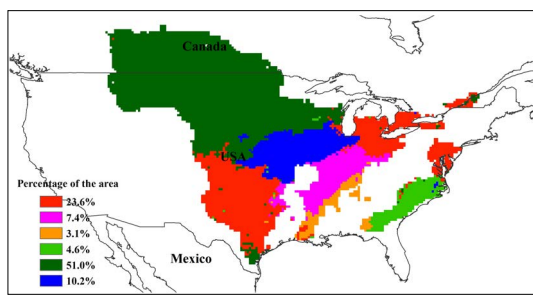 Canada
USA
Percentage of the area
23.6%
7.4%
3.1%
4.6%
51.0%
10.2%
Mexico